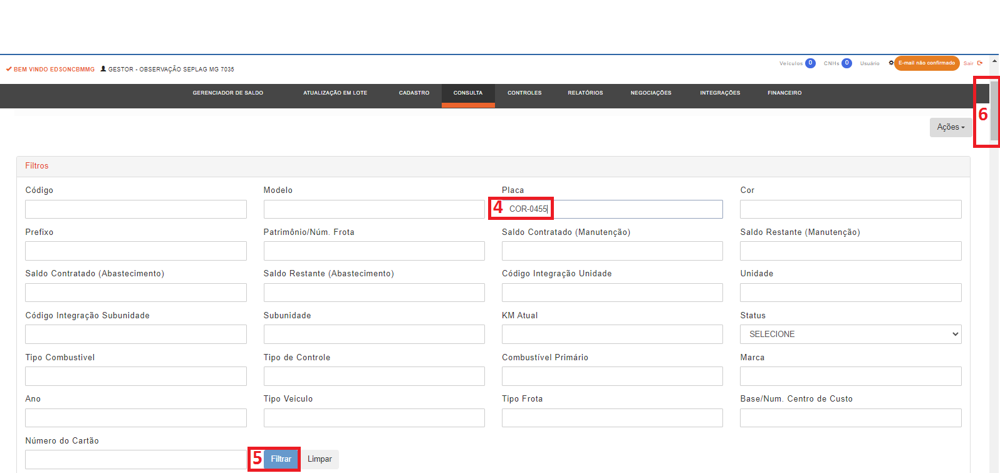 BEM VINDO EDSONCBMMG GESTOR - OBSERVAÇÃO SEPLAG MG 7035
Veículos 0 CNHs 0 Usuário E-mail não confirmado Sair
GERENCIADOR DE SALDO ATUALIZAÇÃO EM LOTE CADASTRO CONSULTA CONTROLES RELATÓRIOS NEGOCIAÇÕES INTEGRAÇÕES FINANCEIRO
6
Ações
Filtros
Código Modelo Placa Cor
4 COR-0455
Prefixo Patrimônio/Núm. Frota Saldo Contratado (Manutenção) Saldo Restante (Manutenção)
Saldo Contratado (Abastecimento) Saldo Restante (Abastecimento) Código Integração Unidade Unidade
Código Integração Subunidade Subunidade KM Atual Status
SELECIONE
Tipo Combustivel Tipo de Controle Combustível Primário Marca
Ano Tipo Veiculo Tipo Frota Base/Num. Centro de Custo
Número do Cartão
5 Filtrar Limpar